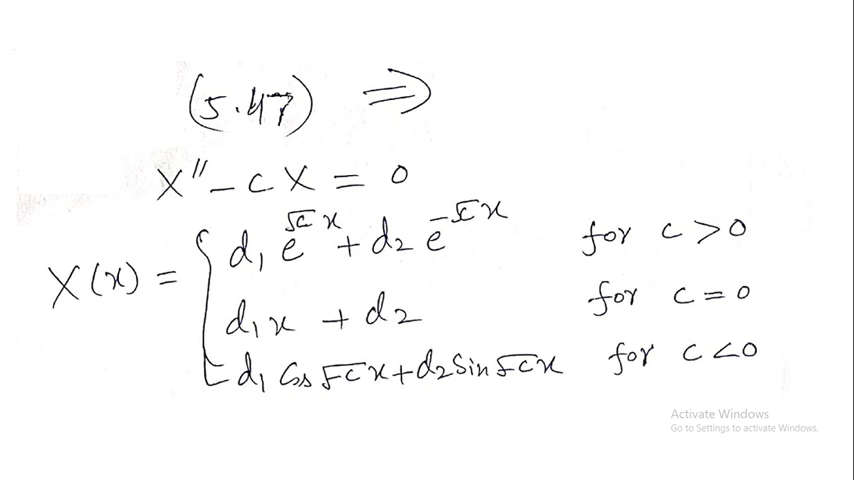 (5.47) ⇒
X'' - cX = 0
X(x) = { d₁ e^{√c x} + d₂ e^{-√c x} for c > 0
d₁x + d₂ for c = 0
d₁ Cos √-c x + d₂ Sin √-c x for c < 0
Activate Windows
Go to Settings to activate Windows.